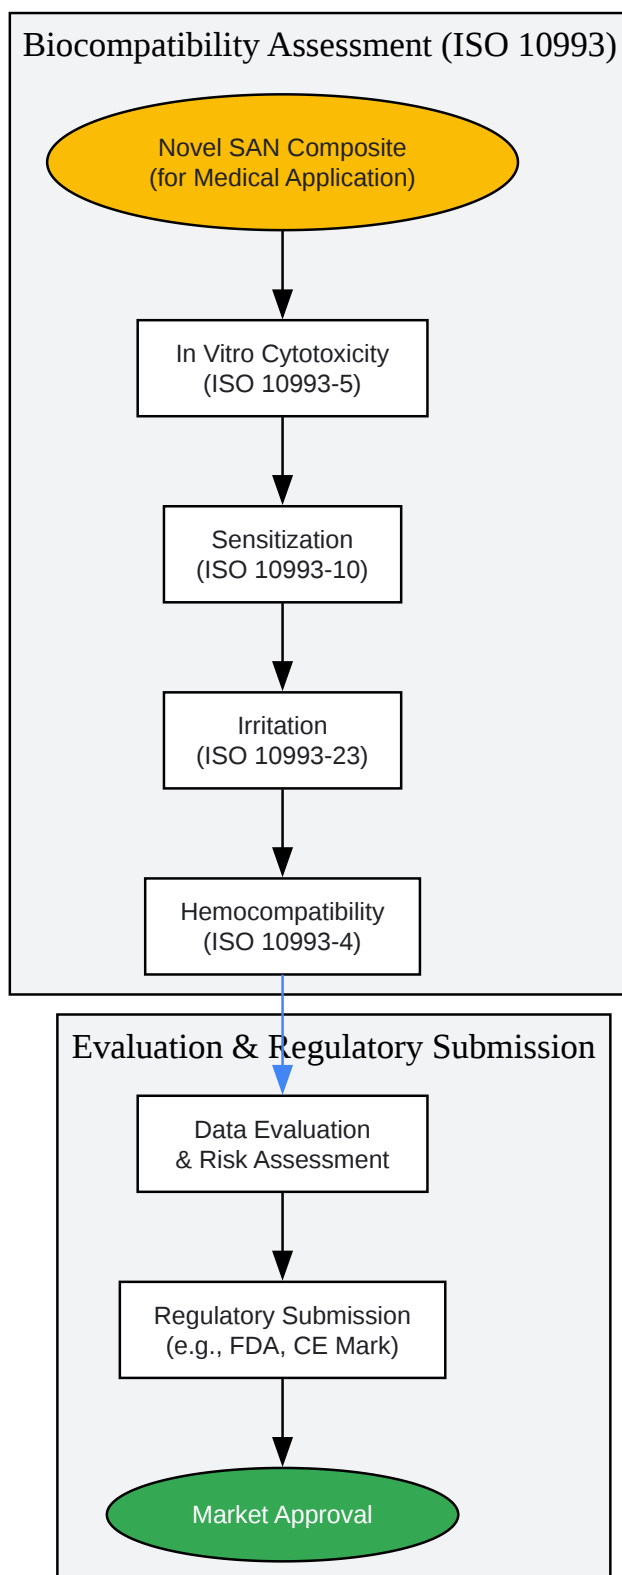 Biocompatibility Assessment (ISO 10993)
Novel SAN Composite
(for Medical Application)
In Vitro Cytotoxicity
(ISO 10993-5)
Sensitization
(ISO 10993-10)
Irritation
(ISO 10993-23)
Hemocompatibility
(ISO 10993-4)
Evaluation & Regulatory Submission
Data Evaluation
& Risk Assessment
Regulatory Submission
(e.g., FDA, CE Mark)
Market Approval